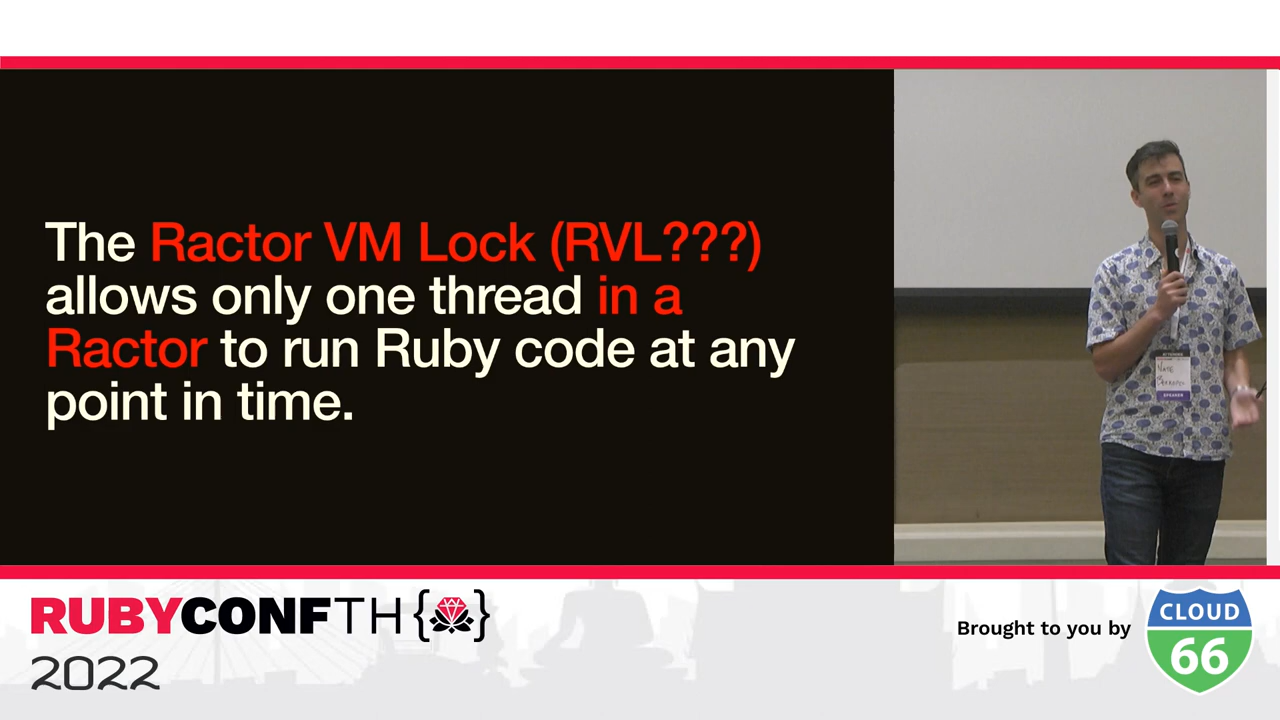 The Ractor VM Lock (RVL???)
allows only one thread in a
Ractor to run Ruby code at any
point in time.
SPEAKER
RUBYCONFTH
2022
Brought to you by
CLOUD
66